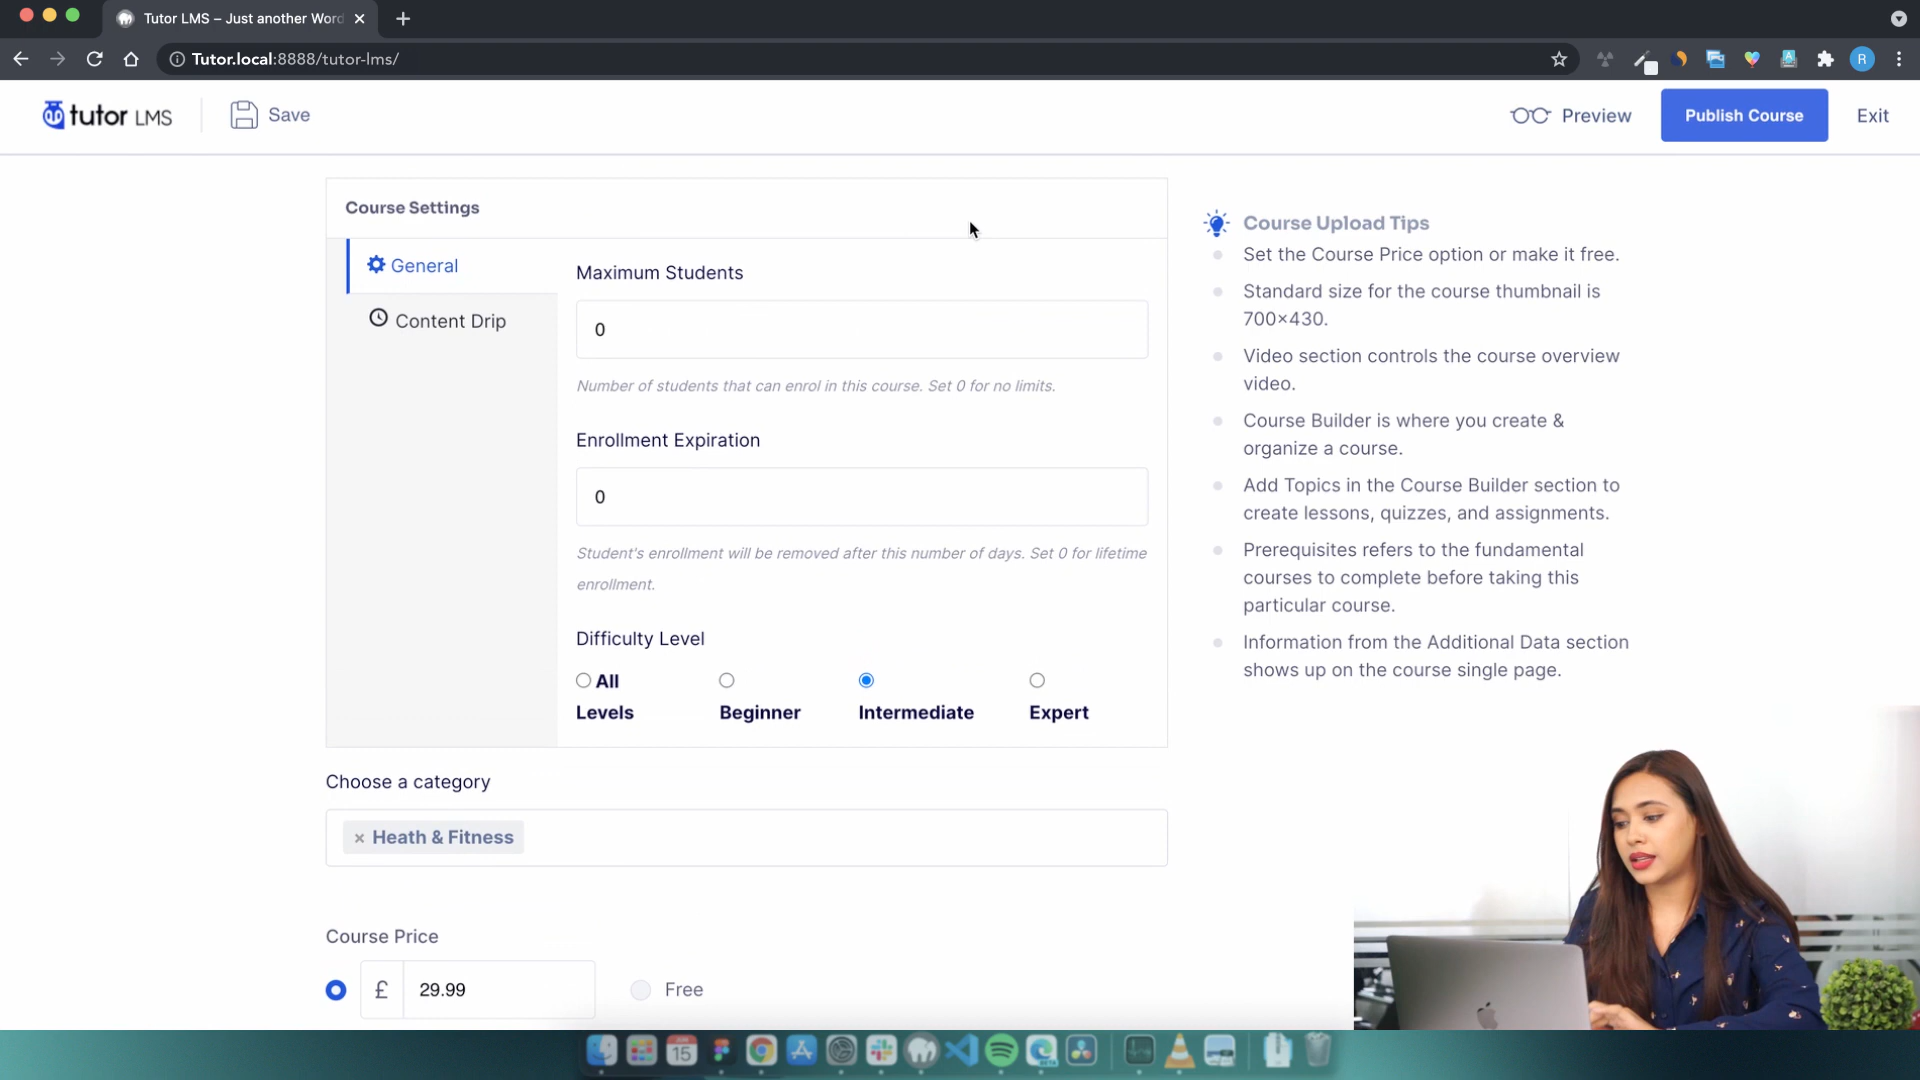 Tutor LMS – Just another Word
Tutor.local:8888/tutor-lms/
R
tutor LMS
Save
Preview
Publish Course
Exit
Course Settings
General
Content Drip
Maximum Students
0
Number of students that can enrol in this course. Set 0 for no limits.
Enrollment Expiration
0
Student's enrollment will be removed after this number of days. Set 0 for lifetime
enrollment.
Difficulty Level
All
Levels
Beginner
Intermediate
Expert
Choose a category
× Heath & Fitness
Course Price
£
29.99
Free
Course Upload Tips
Set the Course Price option or make it free.
Standard size for the course thumbnail is
700×430.
Video section controls the course overview
video.
Course Builder is where you create &
organize a course.
Add Topics in the Course Builder section to
create lessons, quizzes, and assignments.
Prerequisites refers to the fundamental
courses to complete before taking this
particular course.
Information from the Additional Data section
shows up on the course single page.
15